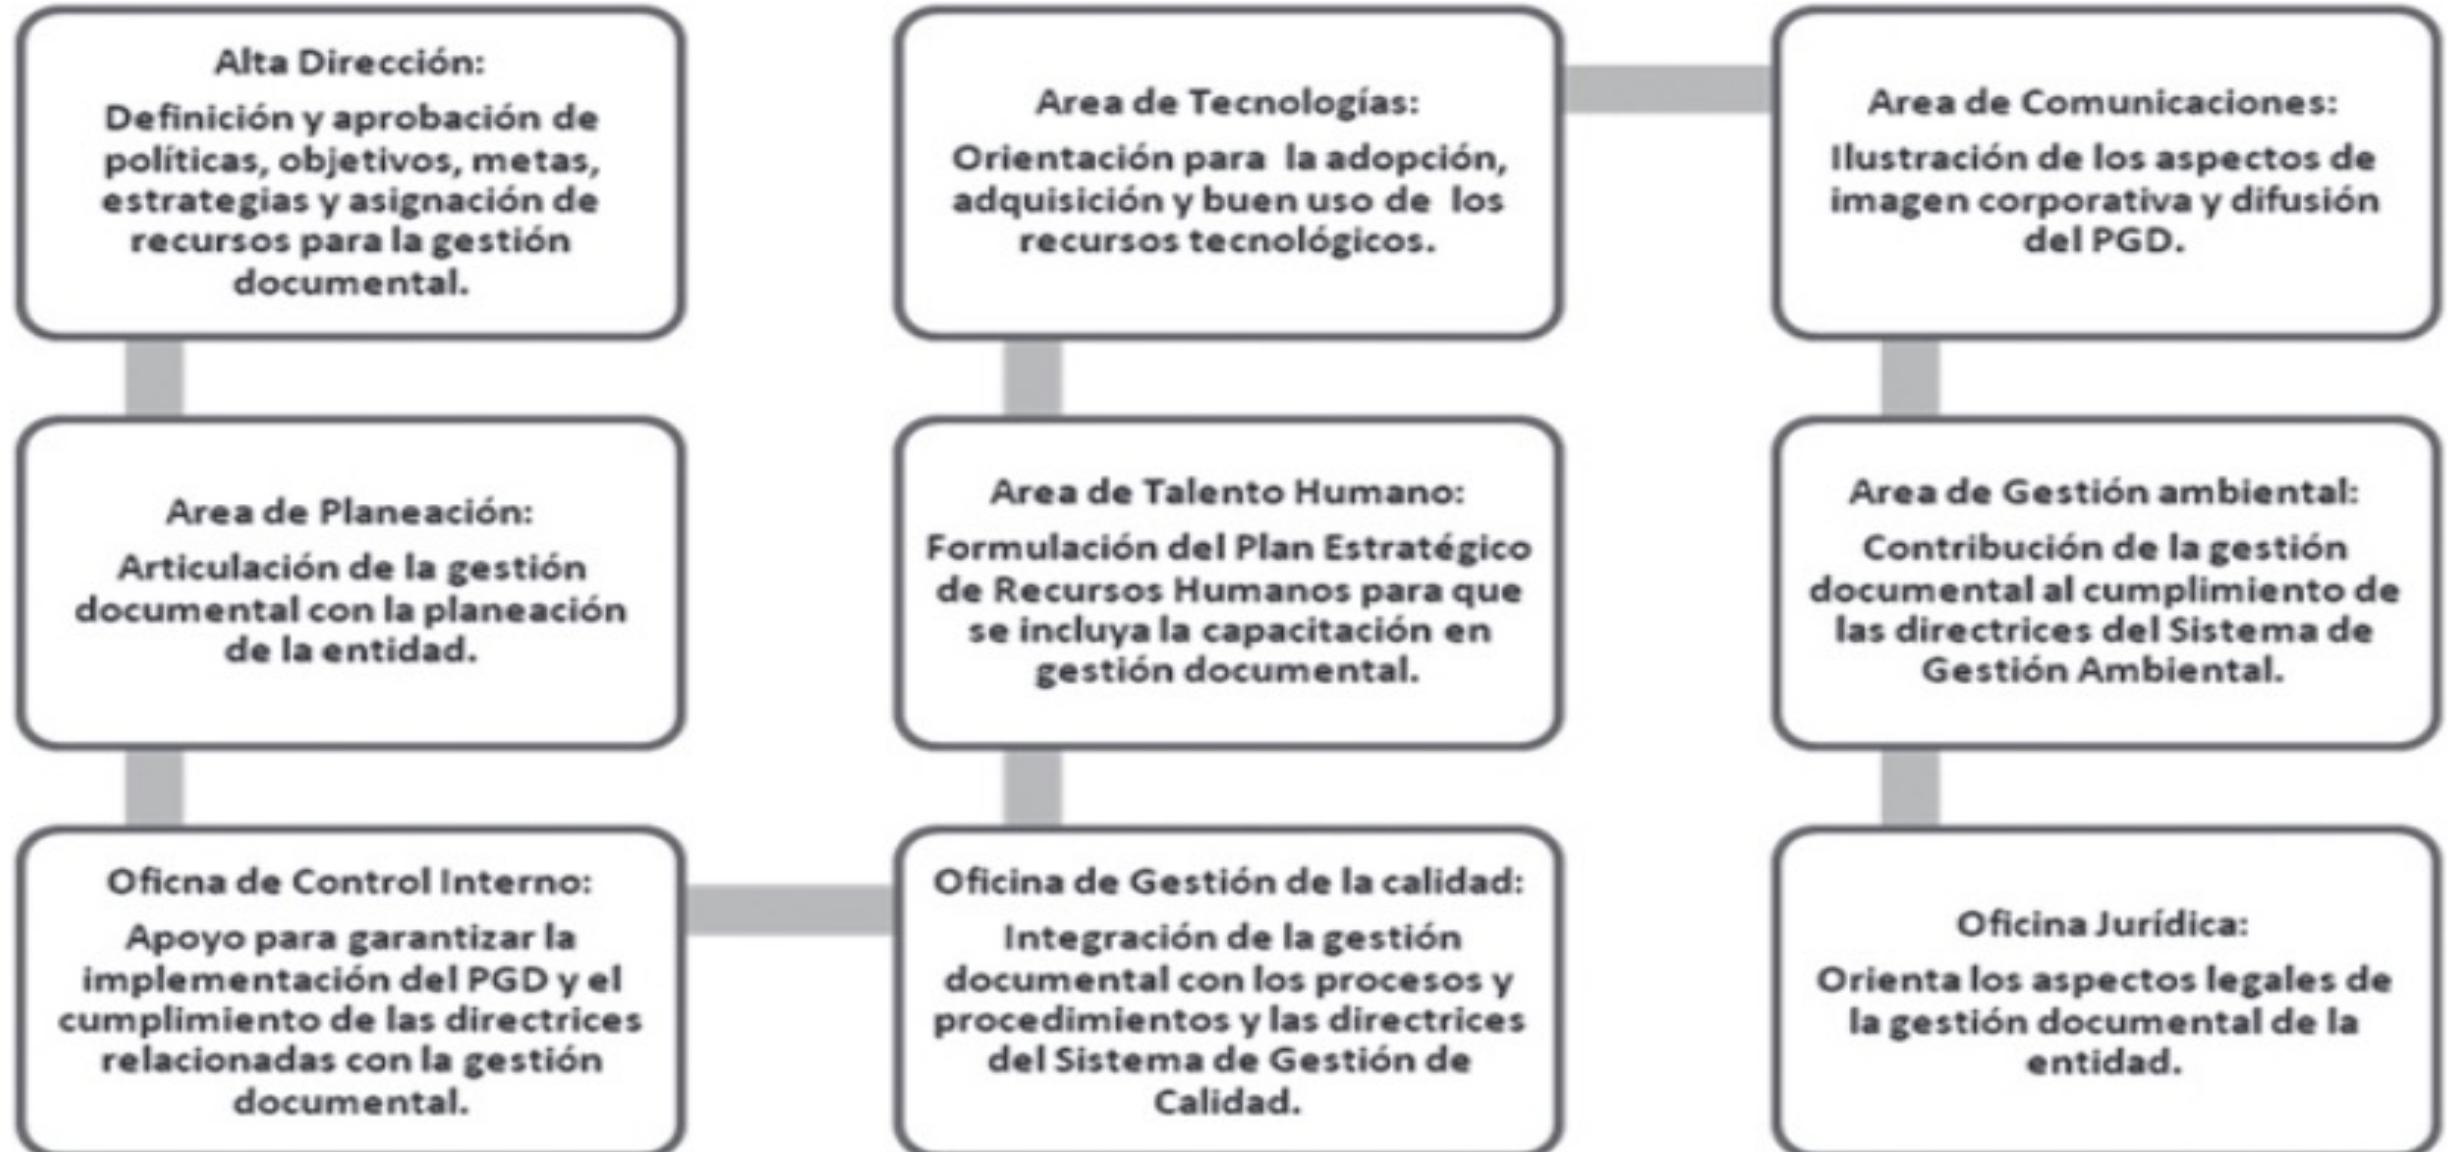 Alta Dirección:
Definición y aprobación de
políticas, objetivos, metas,
estrategias y asignación de
recursos para la gestión
documental.
Area de Planeación:
Articulación de la gestión
documental con la planeación
de la entidad.
Oficna de Control Interno:
Apoyo para garantizar la
implementación del PGD y el
cumplimiento de las directrices
relacionadas con la gestión
documental.
Oficina de Gestión de la calidad:
Integración de la gestión
documental con los procesos y
procedimientos y las directrices
del Sistema de Gestión de
Calidad.
Area de Talento Humano:
Formulación del Plan Estratégico
de Recursos Humanos para que
se incluya la capacitación en
gestión documental.
Area de Tecnologías:
Orientación para la adopción,
adquisición y buen uso de los
recursos tecnológicos.
Area de Comunicaciones:
Ilustración de los aspectos de
imagen corporativa y difusión
del PGD.
Area de Gestión ambiental:
Contribución de la gestión
documental al cumplimiento de
las directrices del Sistema de
Gestión Ambiental.
Oficina Jurídica:
Orienta los aspectos legales de
la gestión documental de la
entidad.